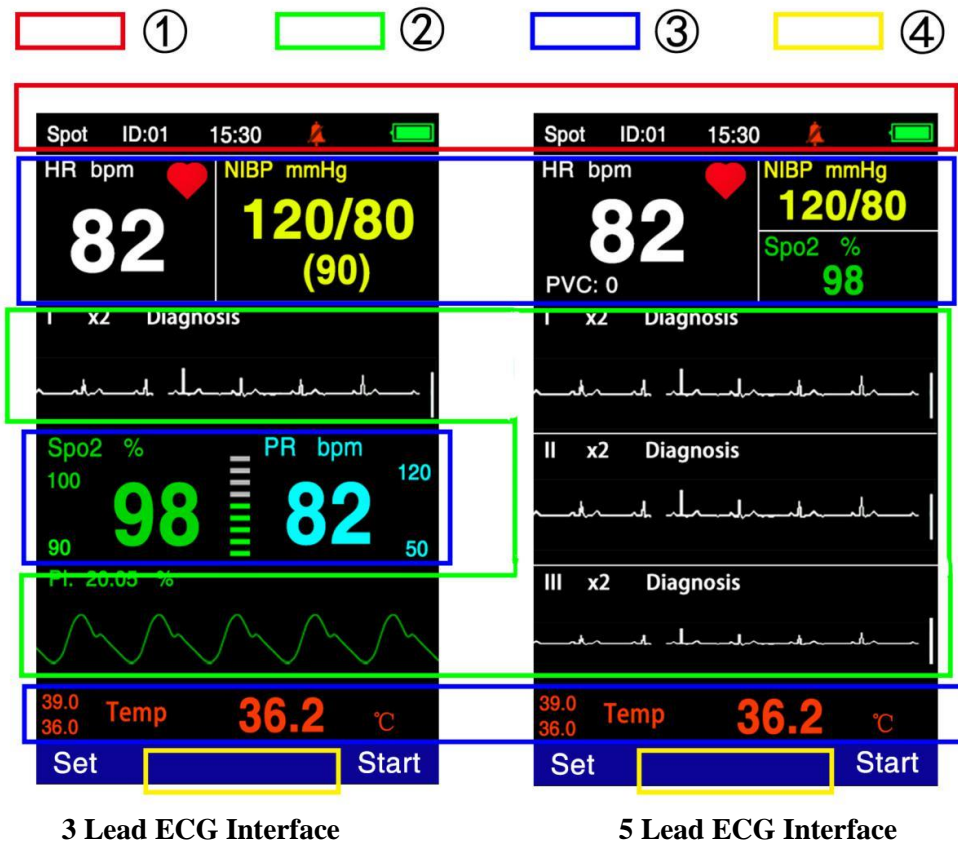 ① ② ③ ④
Spot ID:01 15:30
HR bpm NIBP mmHg
82 120/80
(90)
I x2 Diagnosis
Spo2 % PR bpm
100 98 82 120
90 50
PI: 20.05 %
39.0 Temp 36.2 ℃
36.0
Set Start
3 Lead ECG Interface
Spot ID:01 15:30
HR bpm NIBP mmHg
82 120/80
Spo2 %
PVC: 0 98
I x2 Diagnosis
II x2 Diagnosis
III x2 Diagnosis
39.0 Temp 36.2 ℃
36.0
Set Start
5 Lead ECG Interface